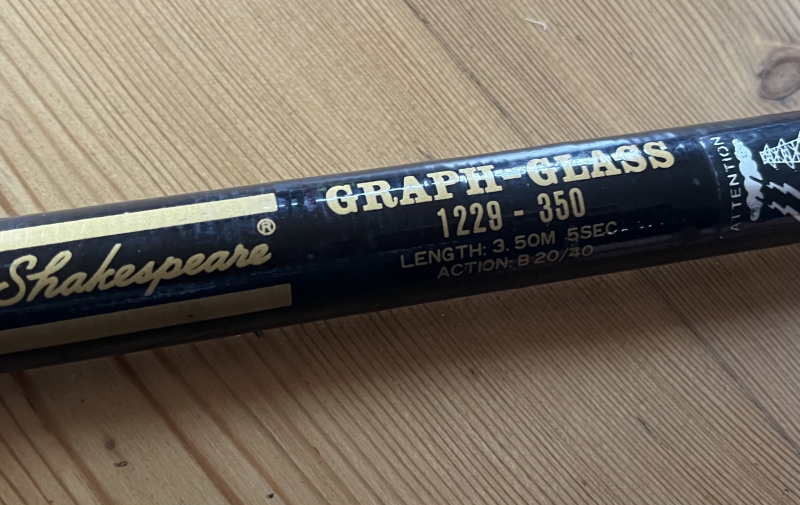 Shakespeare®
GRAPH-GLASS
1229 - 350
LENGTH: 3.50M 5SEC
ACTION: B 20/40
ATTENTION